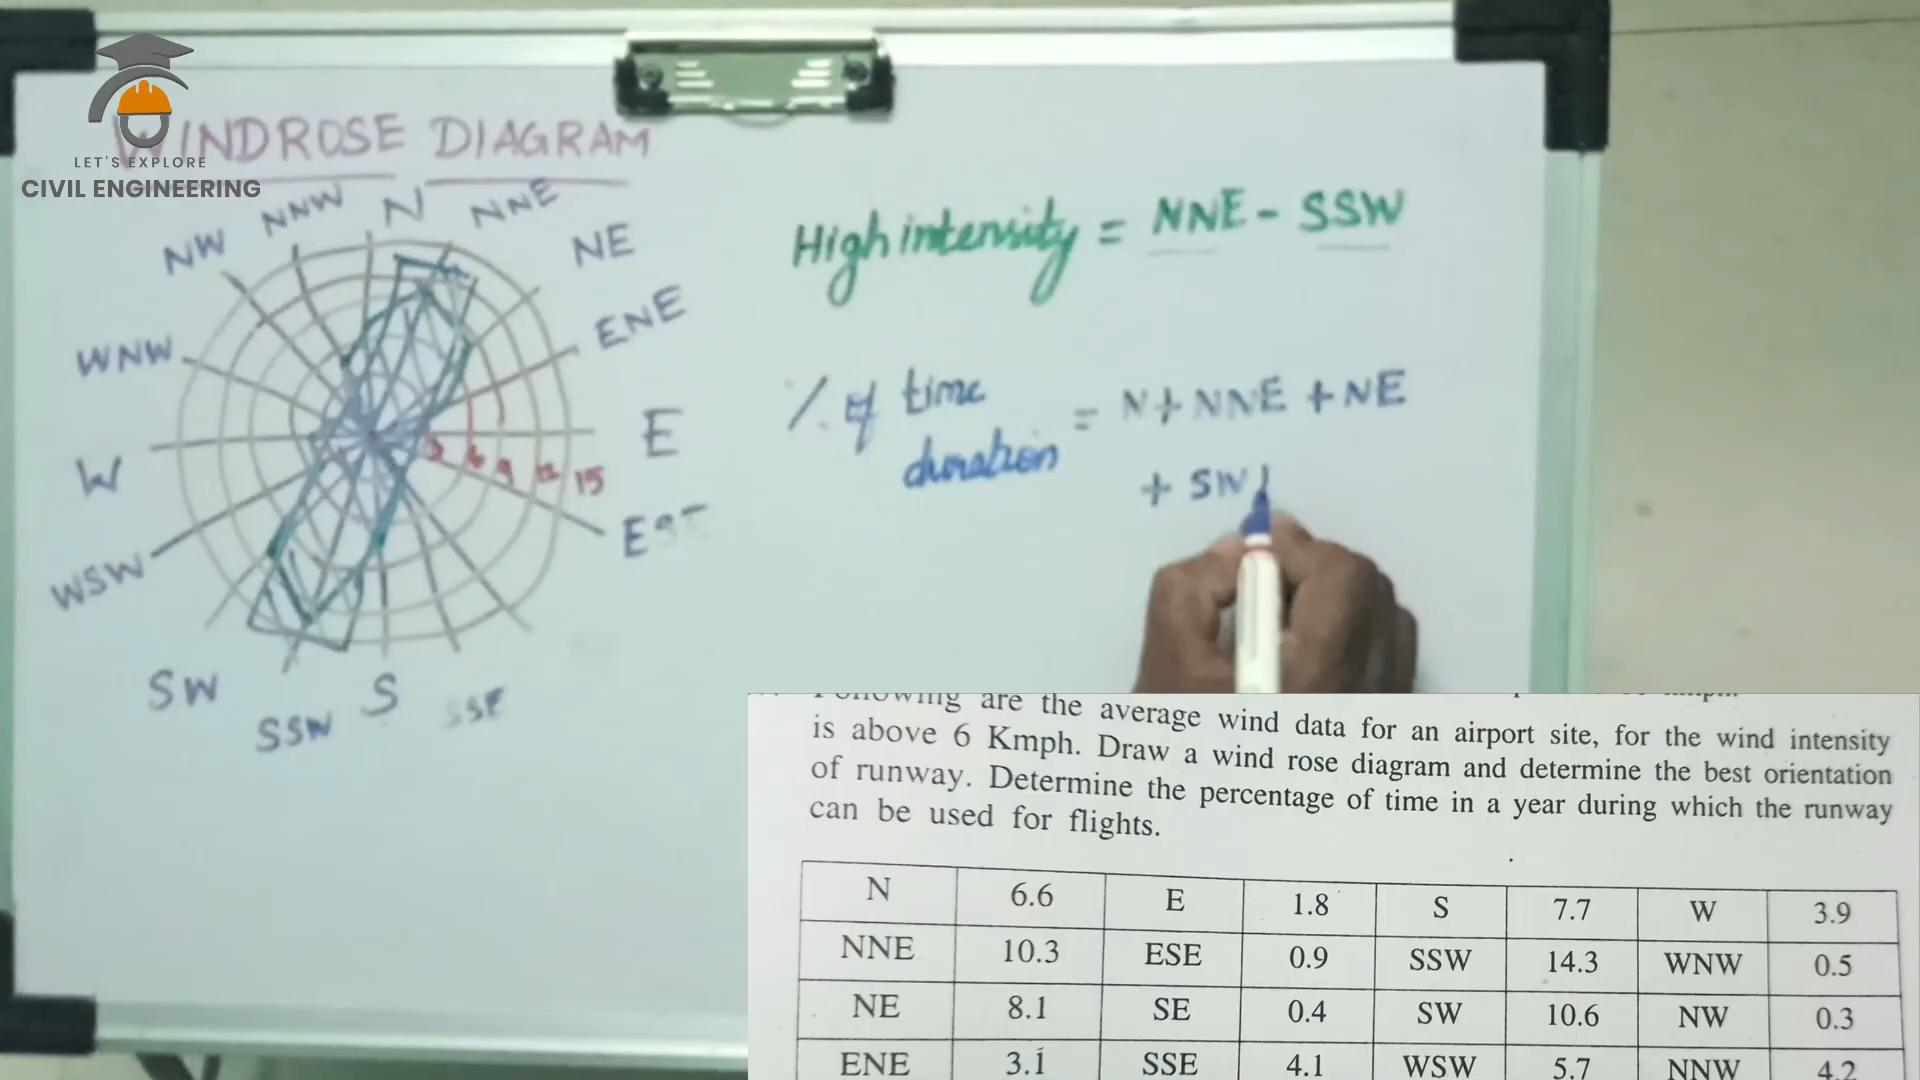 LET'S EXPLORE
CIVIL ENGINEERING
WINDROSE DIAGRAM
NW NNW N NNE NE
ENE
WNW
E
W
3 6 9 12 15
WSW
SW
SSW
S
SSE
High intensity = NNE - SSW
% of time duration = N + NNE + NE
+ SW
Following are the average wind data for an airport site, for the wind intensity
is above 6 Kmph. Draw a wind rose diagram and determine the best orientation
of runway. Determine the percentage of time in a year during which the runway
can be used for flights.
N 6.6 E 1.8 S 7.7 W 3.9
NNE 10.3 ESE 0.9 SSW 14.3 WNW 0.5
NE 8.1 SE 0.4 SW 10.6 NW 0.3
ENE 3.1 SSE 4.1 WSW 5.7 NNW 4.2